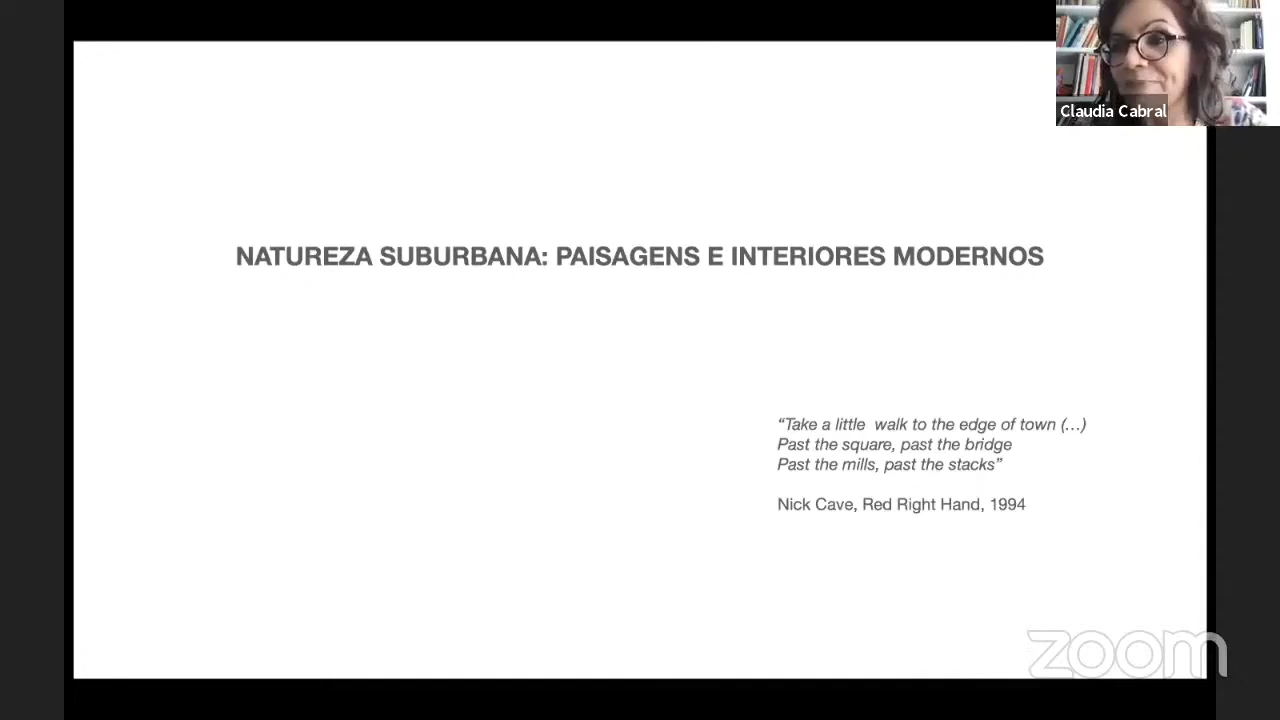 Claudia Cabral
NATUREZA SUBURBANA: PAISAGENS E INTERIORES MODERNOS
“Take a little walk to the edge of town (...)
Past the square, past the bridge
Past the mills, past the stacks”
Nick Cave, Red Right Hand, 1994
zoom